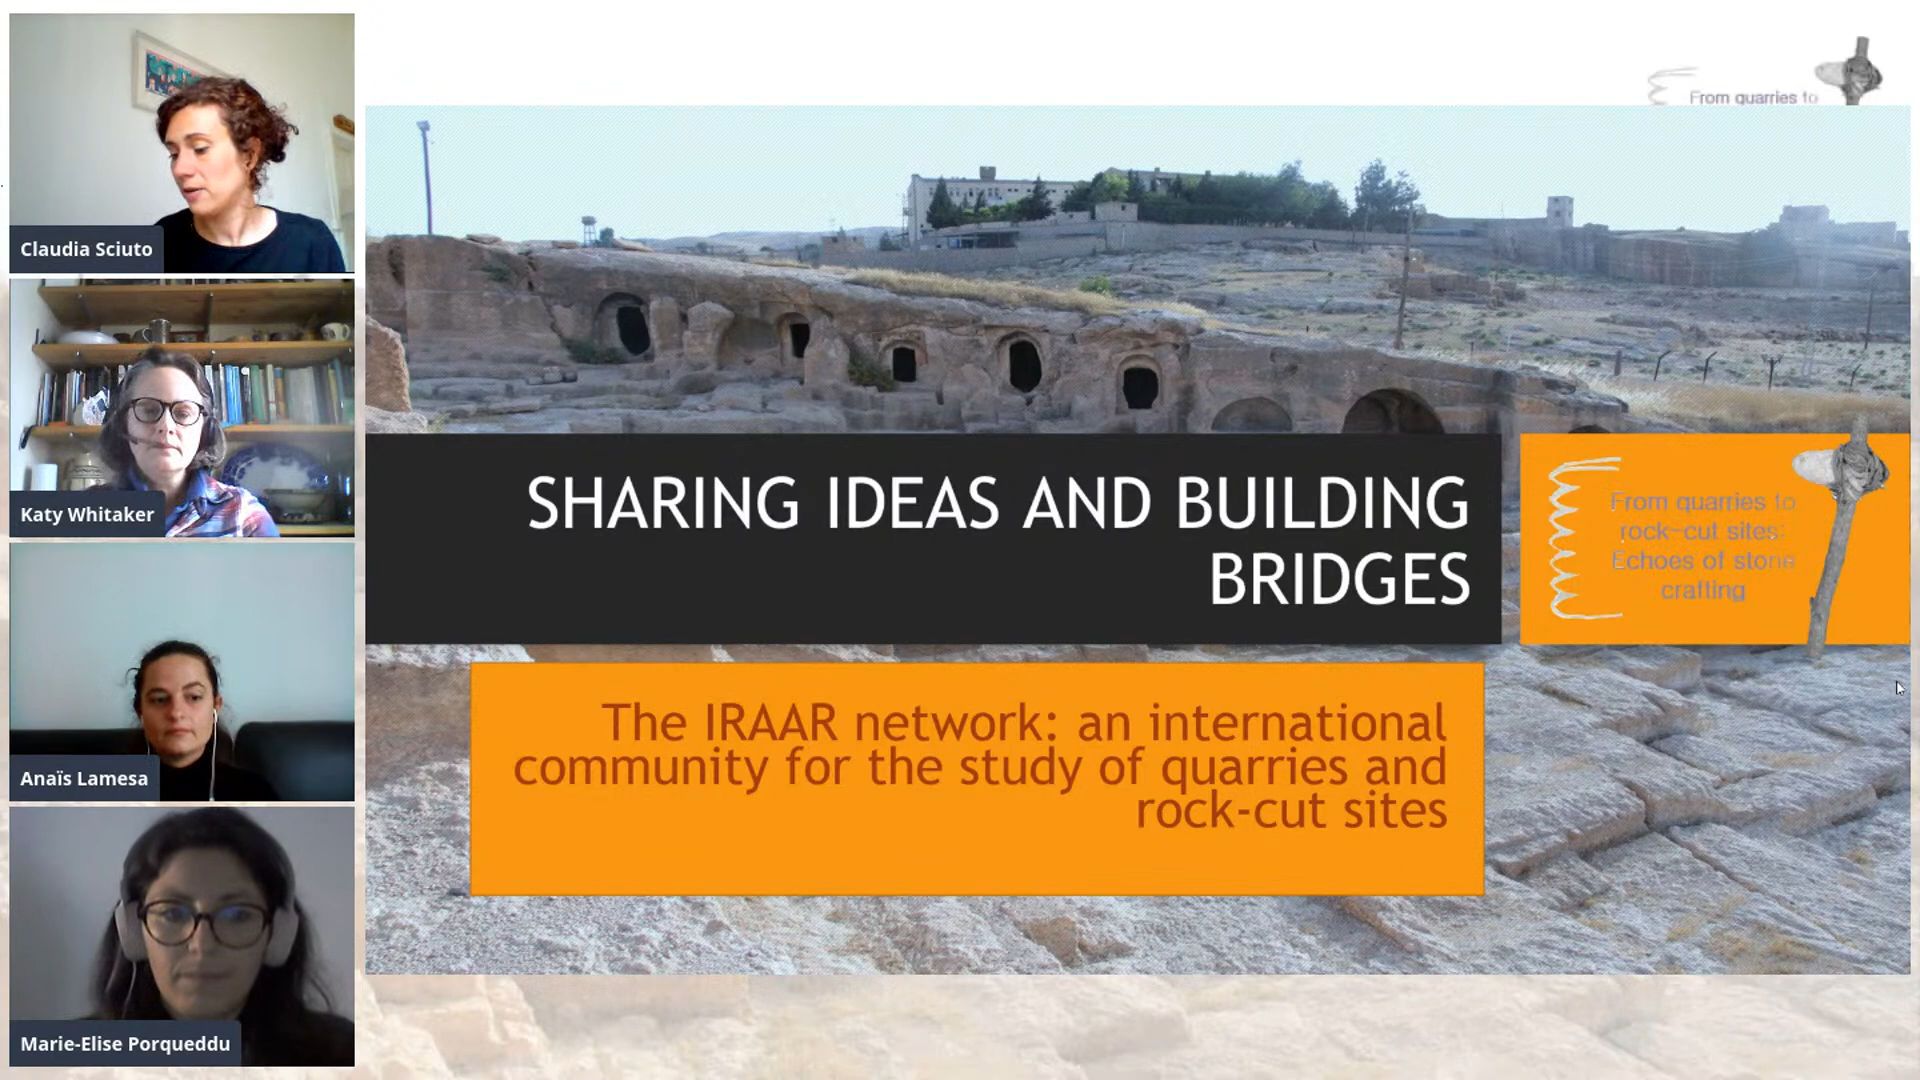 Claudia Sciuto
Katy Whitaker
Anaïs Lamesa
Marie-Elise Porqueddu
From quarries to
SHARING IDEAS AND BUILDING
BRIDGES
From quarries to
rock-cut sites:
Echoes of stone
crafting
The IRAAR network: an international
community for the study of quarries and
rock-cut sites